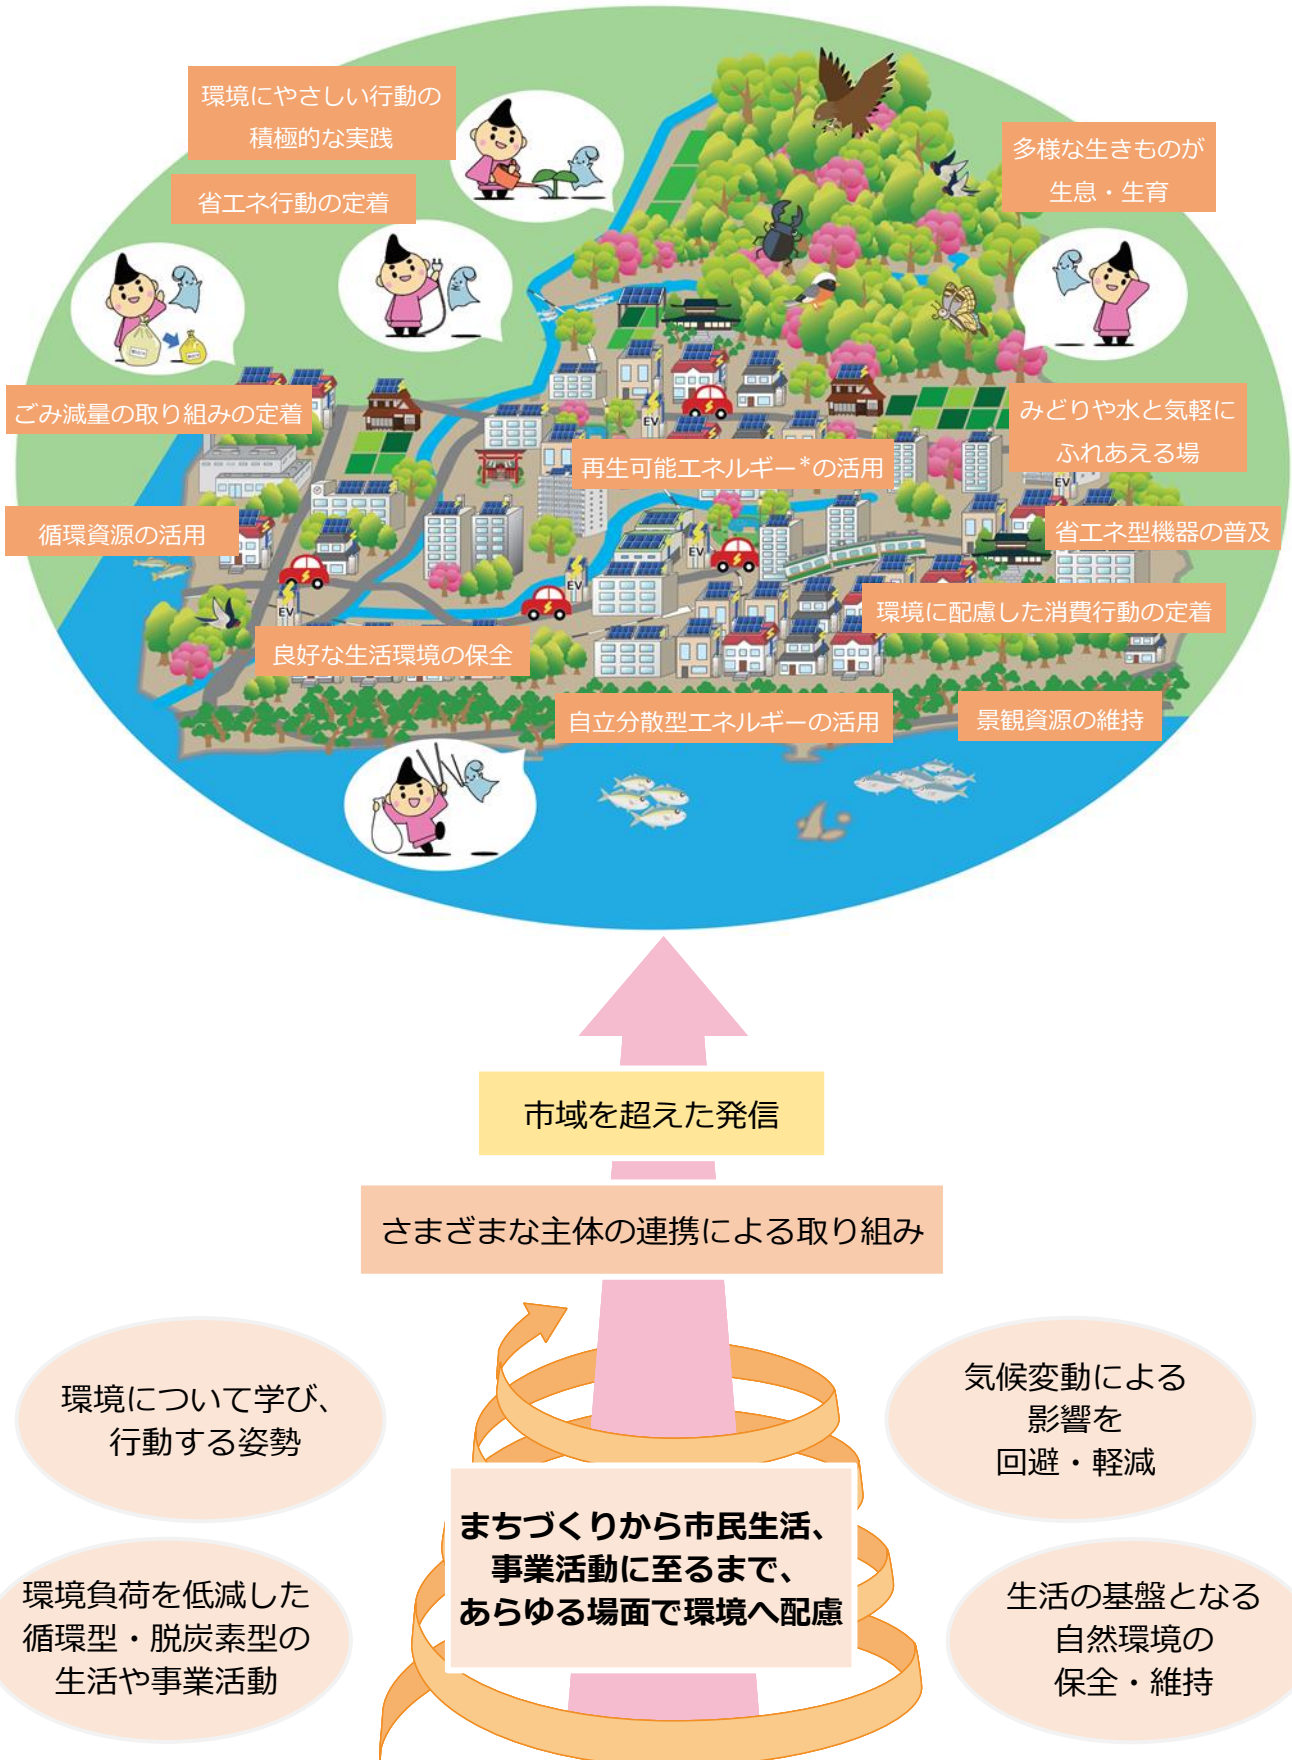 環境にやさしい行動の
積極的な実践
省エネ行動の定着
多様な生きものが
生息・生育
ごみ減量の取り組みの定着
みどりや水と気軽に
ふれあえる場
再生可能エネルギー*の活用
循環資源の活用
省エネ型機器の普及
環境に配慮した消費行動の定着
良好な生活環境の保全
自立分散型エネルギーの活用
景観資源の維持
EV
EV
EV
EV
EV
市域を超えた発信
さまざまな主体の連携による取り組み
環境について学び、
行動する姿勢
気候変動による
影響を
回避・軽減
まちづくりから市民生活、
事業活動に至るまで、
あらゆる場面で環境へ配慮
環境負荷を低減した
循環型・脱炭素型の
生活や事業活動
生活の基盤となる
自然環境の
保全・維持